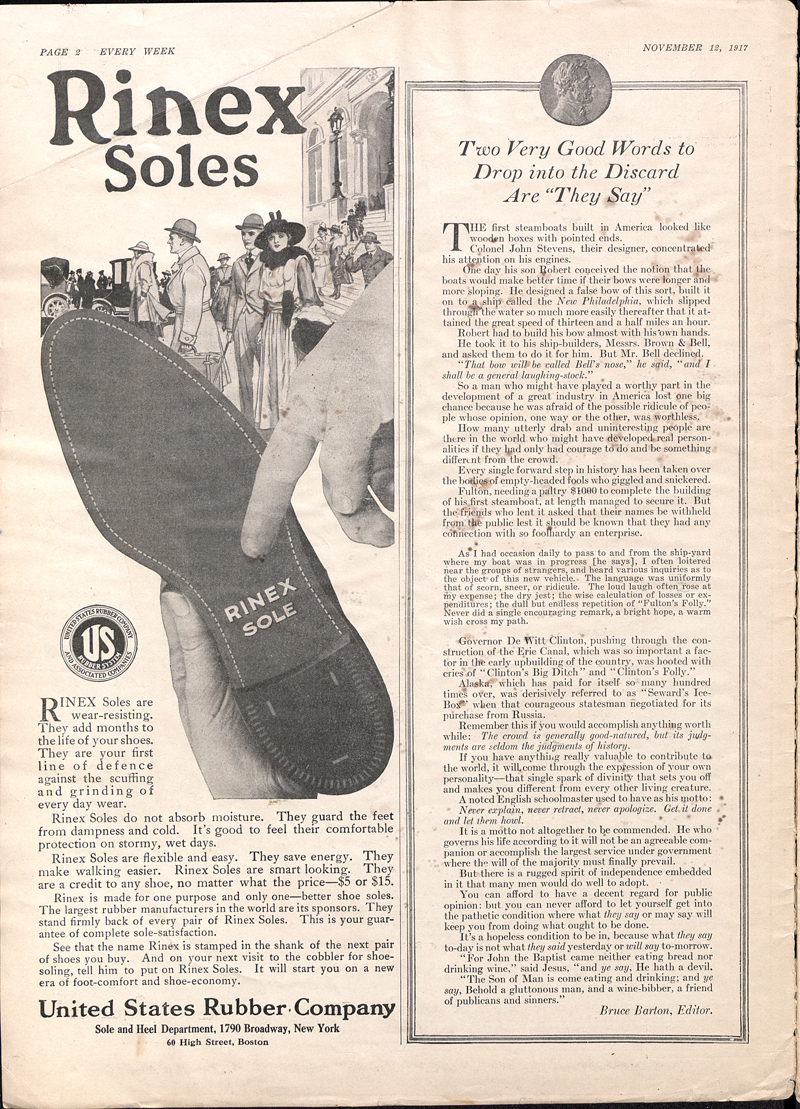 PAGE 2 EVERY WEEK
NOVEMBER 12, 1917
Rinex
Soles
RINEX
SOLE
UNITED STATES RUBBER COMPANY
US
RUBBER SYSTEM
AND ASSOCIATED COMPANIES
RINEX Soles are
wear-resisting.
They add months to
the life of your shoes.
They are your first
line of defence
against the scuffing
and grinding of
every day wear.
Rinex Soles do not absorb moisture. They guard the feet
from dampness and cold. It's good to feel their comfortable
protection on stormy, wet days.
Rinex Soles are flexible and easy. They save energy. They
make walking easier. Rinex Soles are smart looking. They
are a credit to any shoe, no matter what the price—$5 or $15.
Rinex is made for one purpose and only one—better shoe soles.
The largest rubber manufacturers in the world are its sponsors. They
stand firmly back of every pair of Rinex Soles. This is your guar-
antee of complete sole-satisfaction.
See that the name Rinex is stamped in the shank of the next pair
of shoes you buy. And on your next visit to the cobbler for shoe-
soling, tell him to put on Rinex Soles. It will start you on a new
era of foot-comfort and shoe-economy.
United States Rubber Company
Sole and Heel Department, 1790 Broadway, New York
60 High Street, Boston
Two Very Good Words to
Drop into the Discard
Are "They Say"
THE first steamboats built in America looked like
wooden boxes with pointed ends.
Colonel John Stevens, their designer, concentrated
his attention on his engines.
One day his son Robert conceived the notion that the
boats would make better time if their bows were longer and
more sloping. He designed a false bow of this sort, built it
on to a ship called the New Philadelphia, which slipped
through the water so much more easily thereafter that it at-
tained the great speed of thirteen and a half miles an hour.
Robert had to build his bow almost with his own hands.
He took it to his ship-builders, Messrs. Brown & Bell,
and asked them to do it for him. But Mr. Bell declined.
"That bow will be called Bell's nose," he said, "and I
shall be a general laughing-stock."
So a man who might have played a worthy part in the
development of a great industry in America lost one big
chance because he was afraid of the possible ridicule of peo-
ple whose opinion, one way or the other, was worthless.
How many utterly drab and uninteresting people are
there in the world who might have developed real person-
alities if they had only had courage to do and be something
different from the crowd.
Every single forward step in history has been taken over
the bodies of empty-headed fools who giggled and snickered.
Fulton, needing a paltry $1000 to complete the building
of his first steamboat, at length managed to secure it. But
the friends who lent it asked that their names be withheld
from the public lest it should be known that they had any
connection with so foolhardy an enterprise.
As I had occasion daily to pass to and from the ship-yard
where my boat was in progress [he says], I often loitered
near the groups of strangers, and heard various inquiries as to
the object of this new vehicle. The language was uniformly
that of scorn, sneer, or ridicule. The loud laugh often rose at
my expense; the dry jest; the wise calculation of losses or ex-
penditures; the dull but endless repetition of "Fulton's Folly."
Never did a single encouraging remark, a bright hope, a warm
wish cross my path.
Governor De Witt Clinton, pushing through the con-
struction of the Erie Canal, which was so important a fac-
tor in the early upbuilding of the country, was hooted with
cries of "Clinton's Big Ditch" and "Clinton's Folly."
Alaska, which has paid for itself so many hundred
times over, was derisively referred to as "Seward's Ice-
Box" when that courageous statesman negotiated for its
purchase from Russia.
Remember this if you would accomplish anything worth
while: The crowd is generally good-natured, but its judg-
ments are seldom the judgments of history.
If you have anything really valuable to contribute to
the world, it will come through the expression of your own
personality—that single spark of divinity that sets you off
and makes you different from every other living creature.
A noted English schoolmaster used to have as his motto:
Never explain, never retract, never apologize. Get it done
and let them howl.
It is a motto not altogether to be commended. He who
governs his life according to it will not be an agreeable com-
panion or accomplish the largest service under government
where the will of the majority must finally prevail.
But there is a rugged spirit of independence embedded
in it that many men would do well to adopt.
You can afford to have a decent regard for public
opinion: but you can never afford to let yourself get into
the pathetic condition where what they say or may say will
keep you from doing what ought to be done.
It's a hopeless condition to be in, because what they say
to-day is not what they said yesterday or will say to-morrow.
"For John the Baptist came neither eating bread nor
drinking wine," said Jesus, "and ye say, He hath a devil.
"The Son of Man is come eating and drinking; and ye
say, Behold a gluttonous man, and a wine-bibber, a friend
of publicans and sinners."
Bruce Barton, Editor.